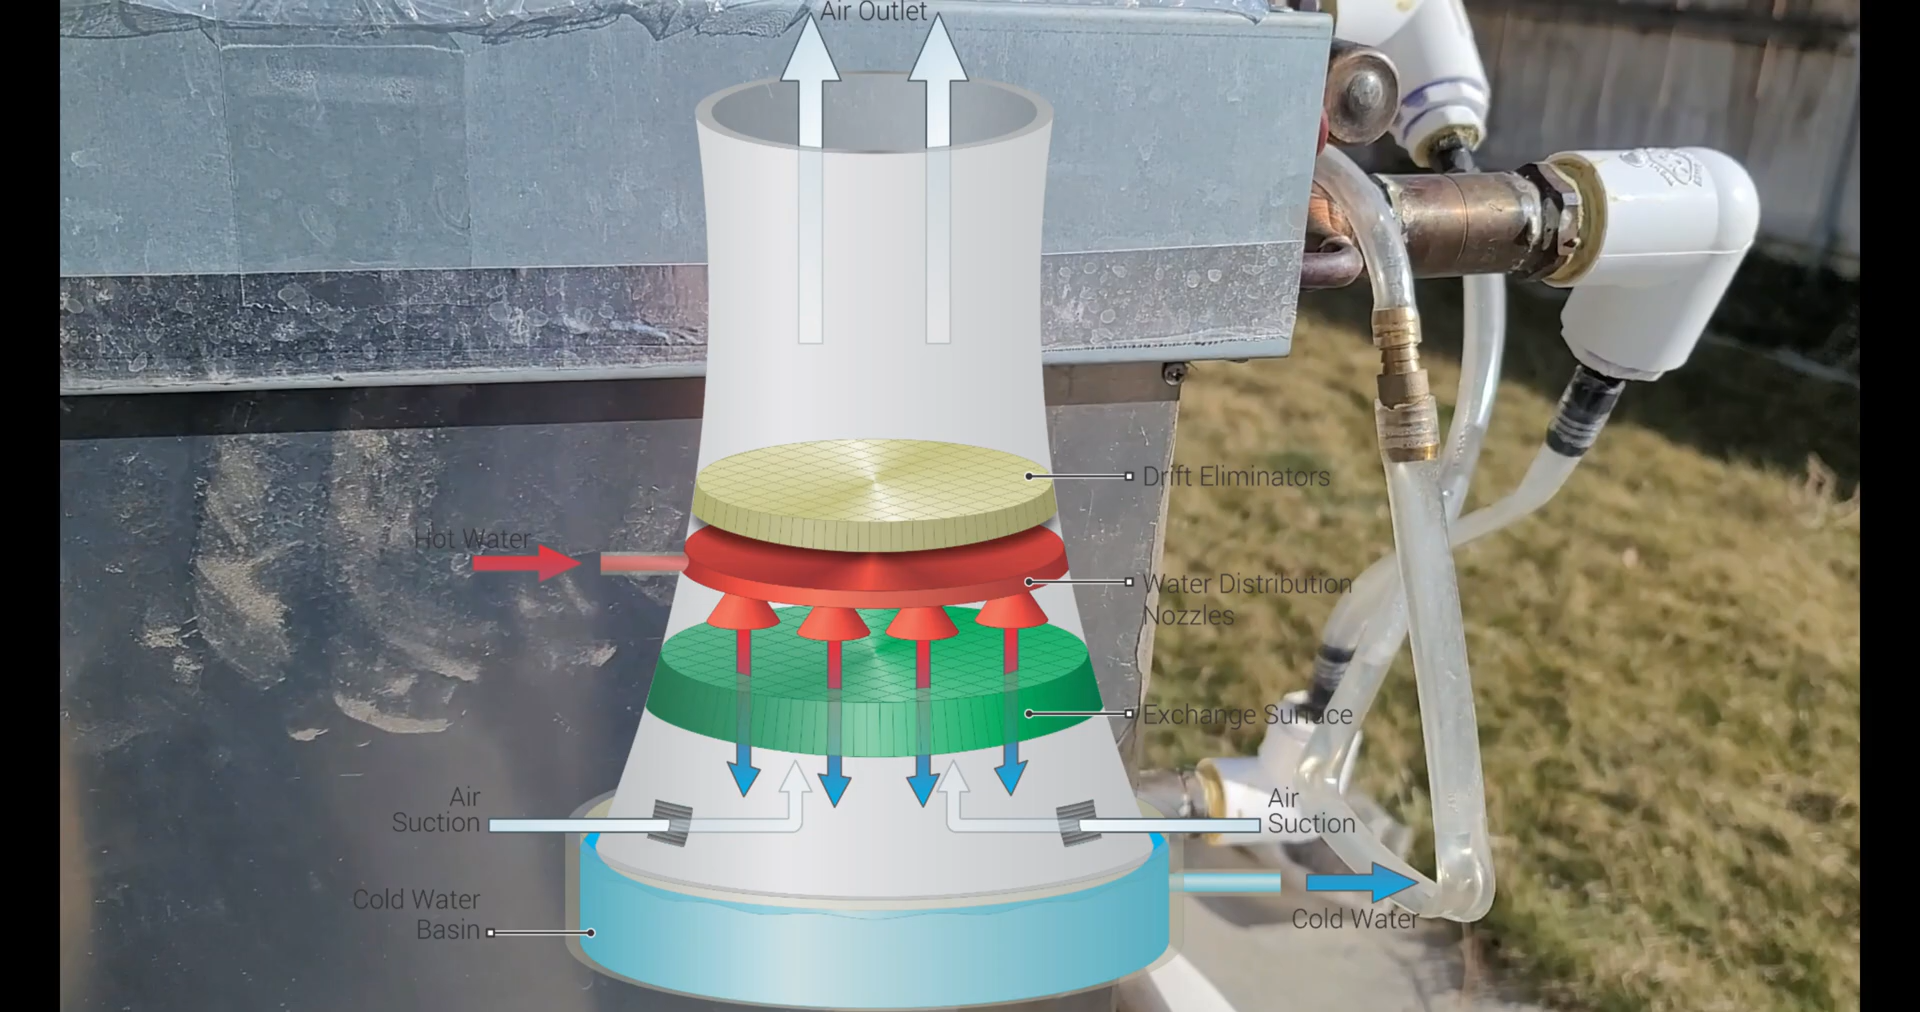 Air Outlet
Drift Eliminators
Hot Water
Water Distribution
Nozzles
Exchange Surface
Air
Suction
Air
Suction
Cold Water
Basin
Cold Water